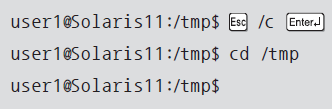 user1@Solaris11:/tmp$ Esc /c Enter↲
user1@Solaris11:/tmp$ cd /tmp
user1@Solaris11:/tmp$